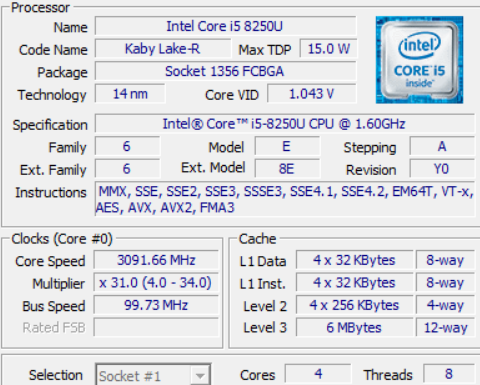 Processor
Name Intel Core i5 8250U
Code Name Kaby Lake-R Max TDP 15.0 W
Package Socket 1356 FCBGA
Technology 14 nm Core VID 1.043 V
intel
CORE i5
inside
Specification Intel® Core™ i5-8250U CPU @ 1.60GHz
Family 6 Model E Stepping A
Ext. Family 6 Ext. Model 8E Revision Y0
Instructions MMX, SSE, SSE2, SSE3, SSSE3, SSE4.1, SSE4.2, EM64T, VT-x,
AES, AVX, AVX2, FMA3
Clocks (Core #0)
Core Speed 3091.66 MHz
Multiplier x 31.0 (4.0 - 34.0)
Bus Speed 99.73 MHz
Rated FSB
Cache
L1 Data 4 x 32 KBytes 8-way
L1 Inst. 4 x 32 KBytes 8-way
Level 2 4 x 256 KBytes 4-way
Level 3 6 MBytes 12-way
Selection Socket #1 Cores 4 Threads 8